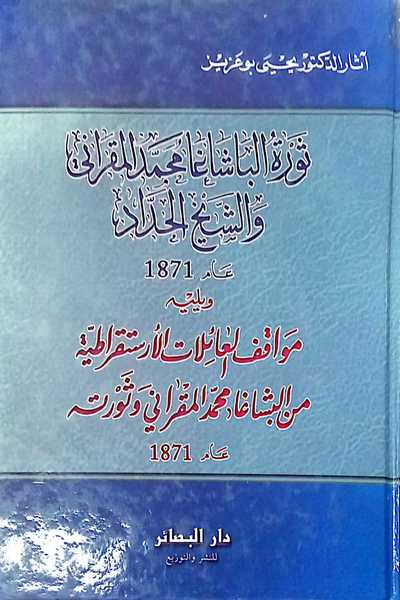 آثار الدكتور يحيى بوعزيز
ثورة الباشاغا محمد المقراني
والشيخ الحداد
عام 1871
ويليه
مواقف العائلات الأرستقراطية
من الباشاغا محمد المقراني وثورته
عام 1871
دار البصائر
للنشر والتوزيع